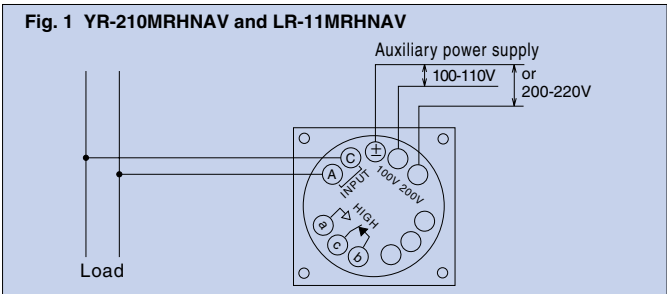 Fig. 1 YR-210MRHNAV and LR-11MRHNAV
Auxiliary power supply
100-110V
or
200-220V
C
±
A
INPUT
100V 200V
HIGH
a
c
b
Load